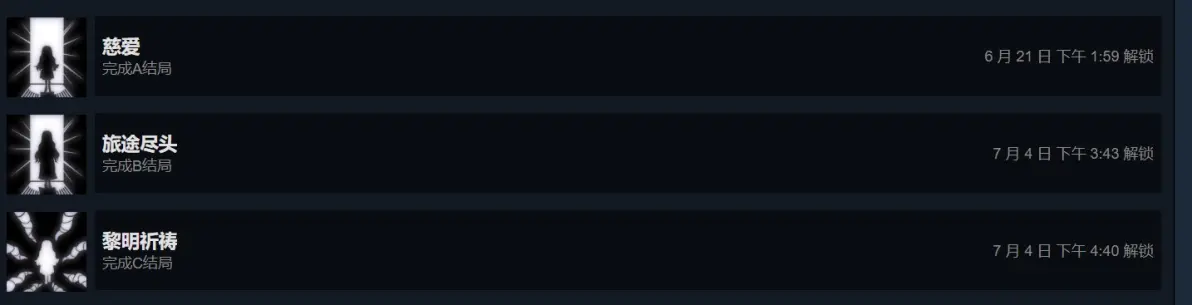 慈爱
完成A结局
6 月 21 日 下午 1:59 解锁
旅途尽头
完成B结局
7 月 4 日 下午 3:43 解锁
黎明祈祷
完成C结局
7 月 4 日 下午 4:40 解锁